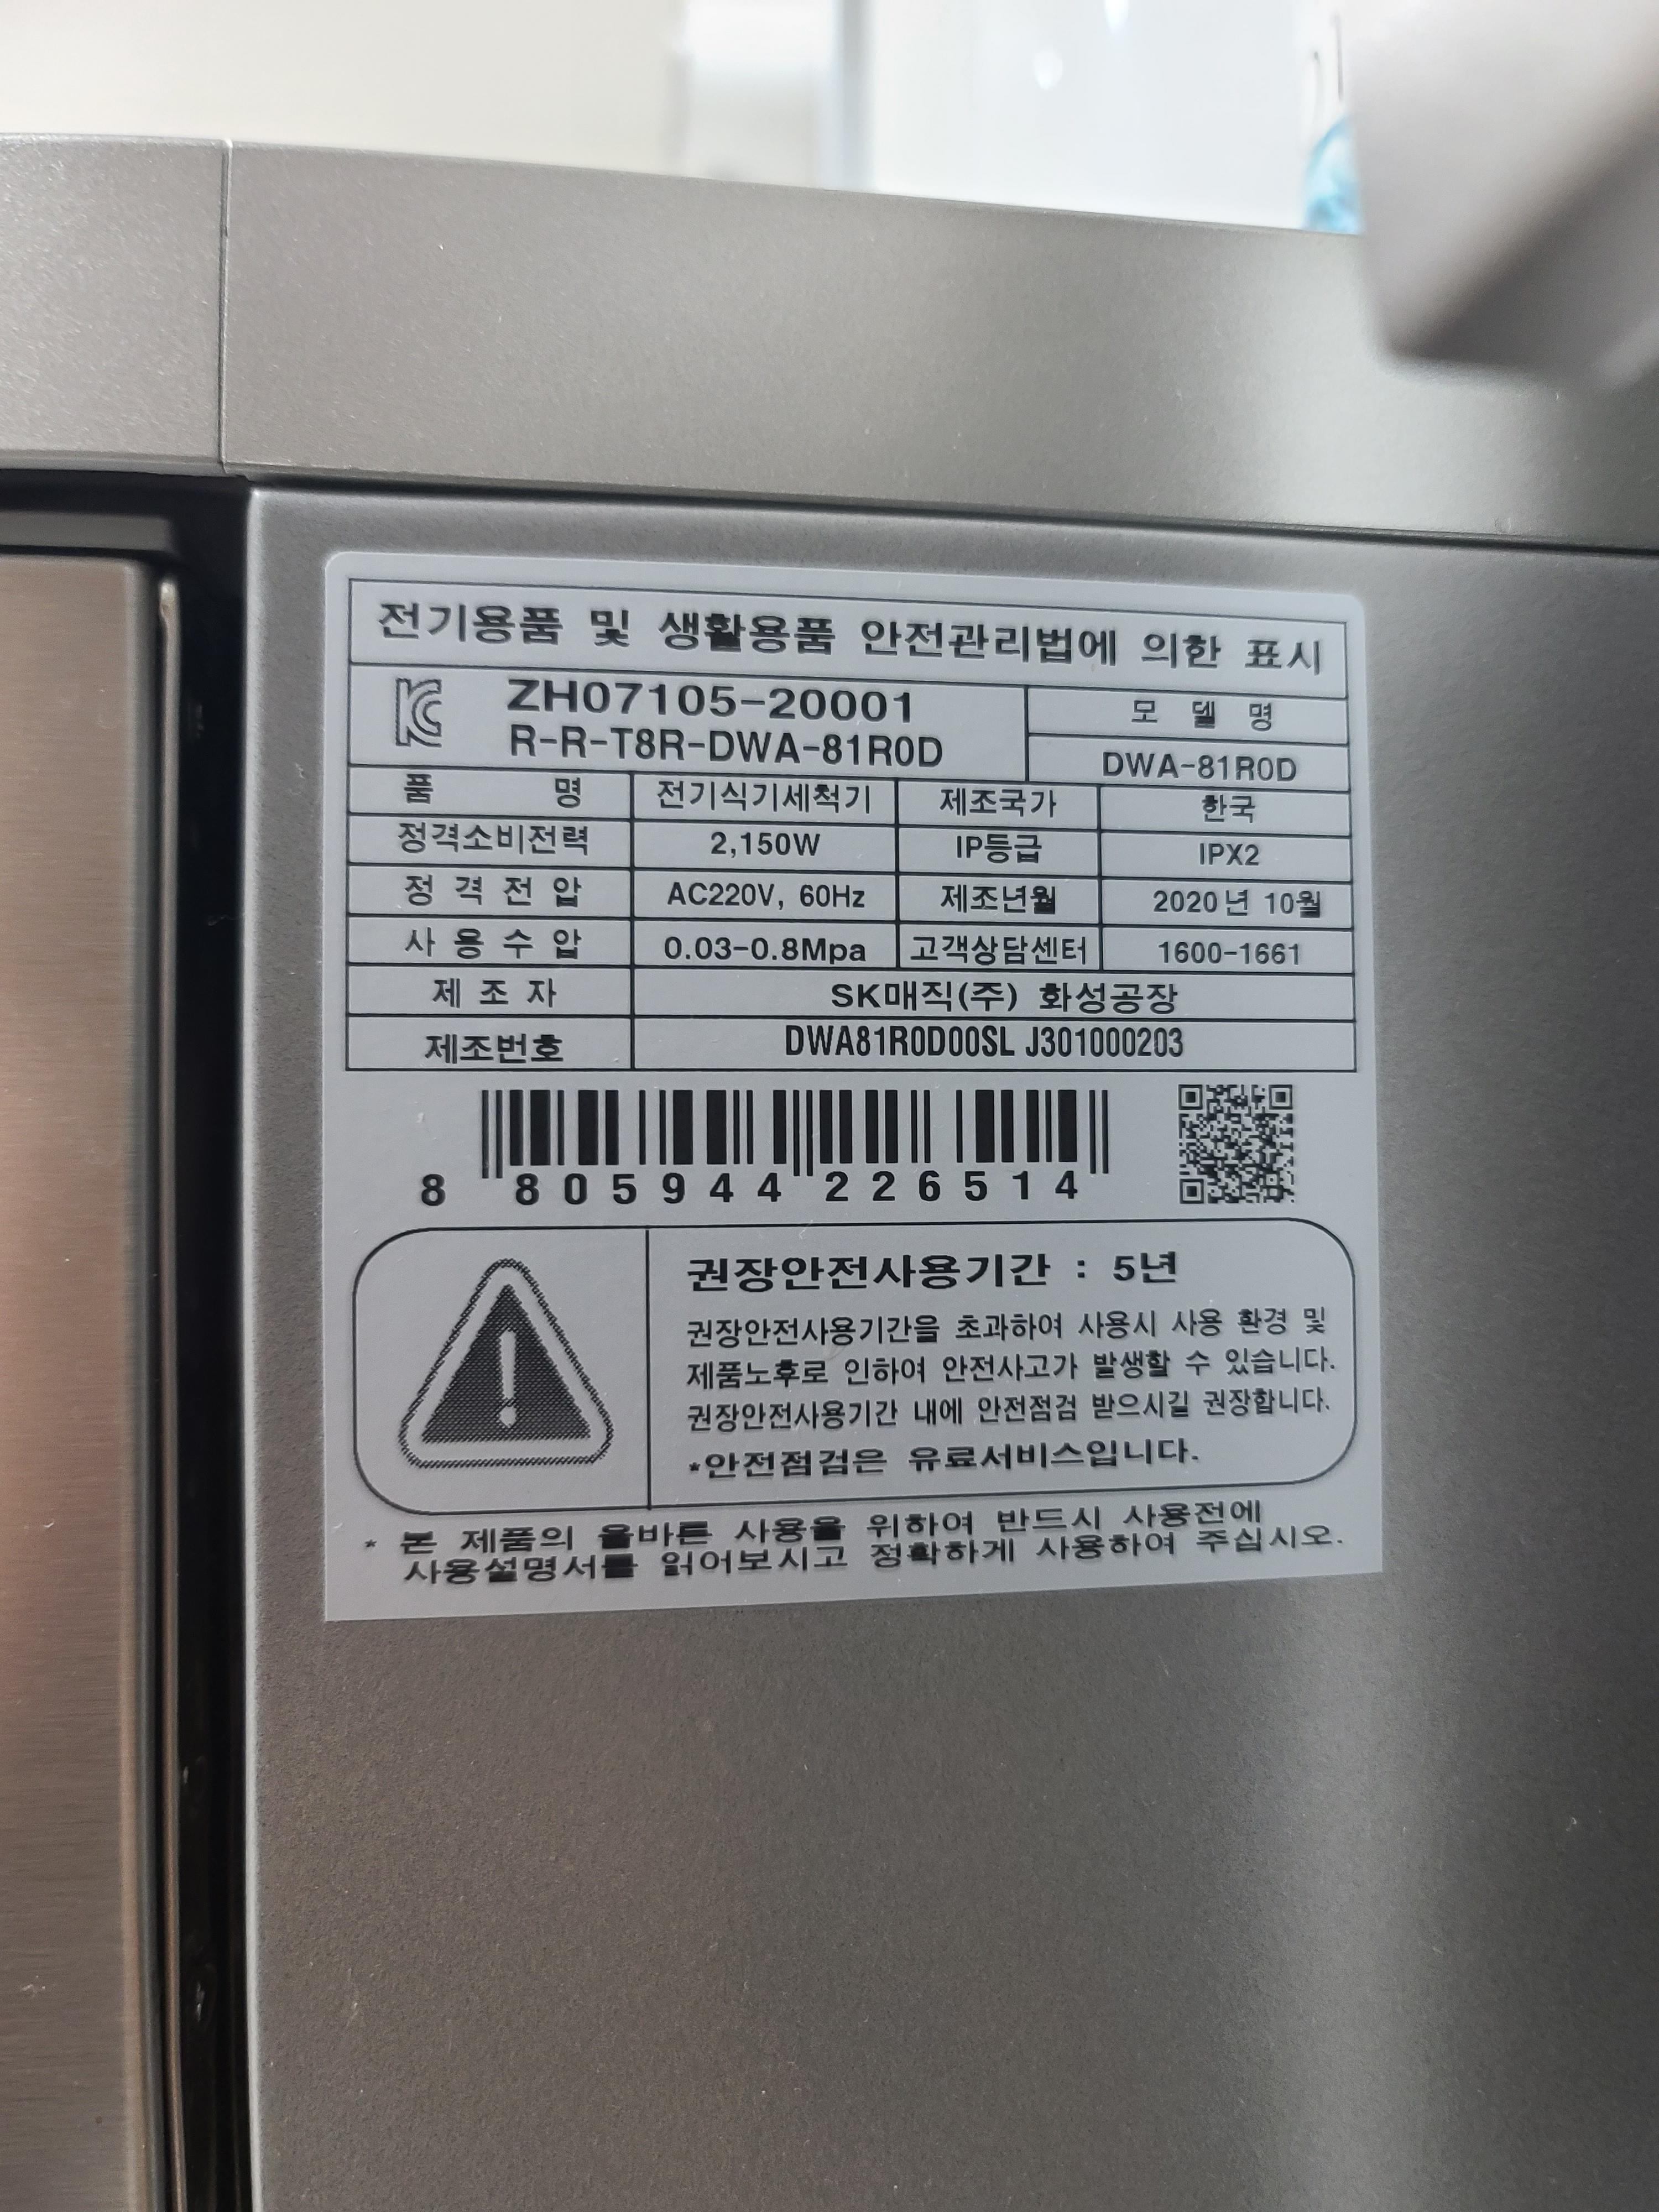 전기용품 및 생활용품 안전관리법에 의한 표시
ZH07105-20001
R-R-T8R-DWA-81R0D
모 델 명
DWA-81R0D
품 명 전기식기세척기 제조국가 한국
정격소비전력 2,150W IP등급 IPX2
정 격 전 압 AC220V, 60Hz 제조년월 2020년 10월
사 용 수 압 0.03-0.8Mpa 고객상담센터 1600-1661
제 조 자 SK매직(주) 화성공장
제조번호 DWA81R0D00SL J301000203
8 805944 226514
권장안전사용기간 : 5년
권장안전사용기간을 초과하여 사용시 사용 환경 및
제품노후로 인하여 안전사고가 발생할 수 있습니다.
권장안전사용기간 내에 안전점검 받으시길 권장합니다.
*안전점검은 유료서비스입니다.
* 본 제품의 올바른 사용을 위하여 반드시 사용전에
사용설명서를 읽어보시고 정확하게 사용하여 주십시오.